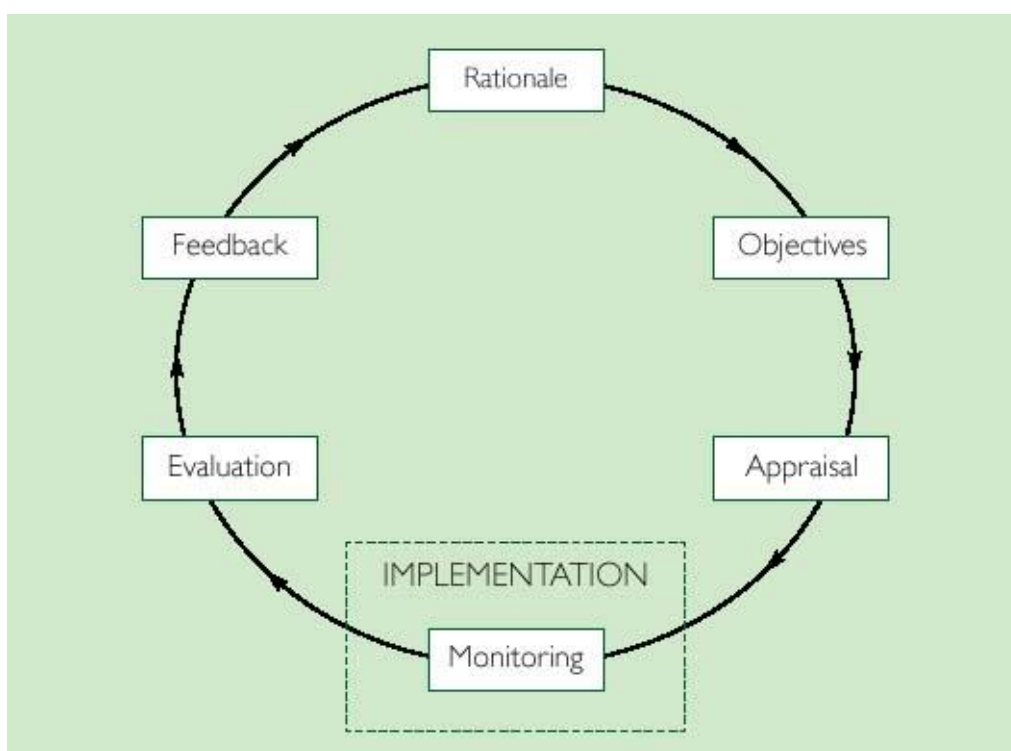 Rationale
Objectives
Appraisal
IMPLEMENTATION
Monitoring
Evaluation
Feedback